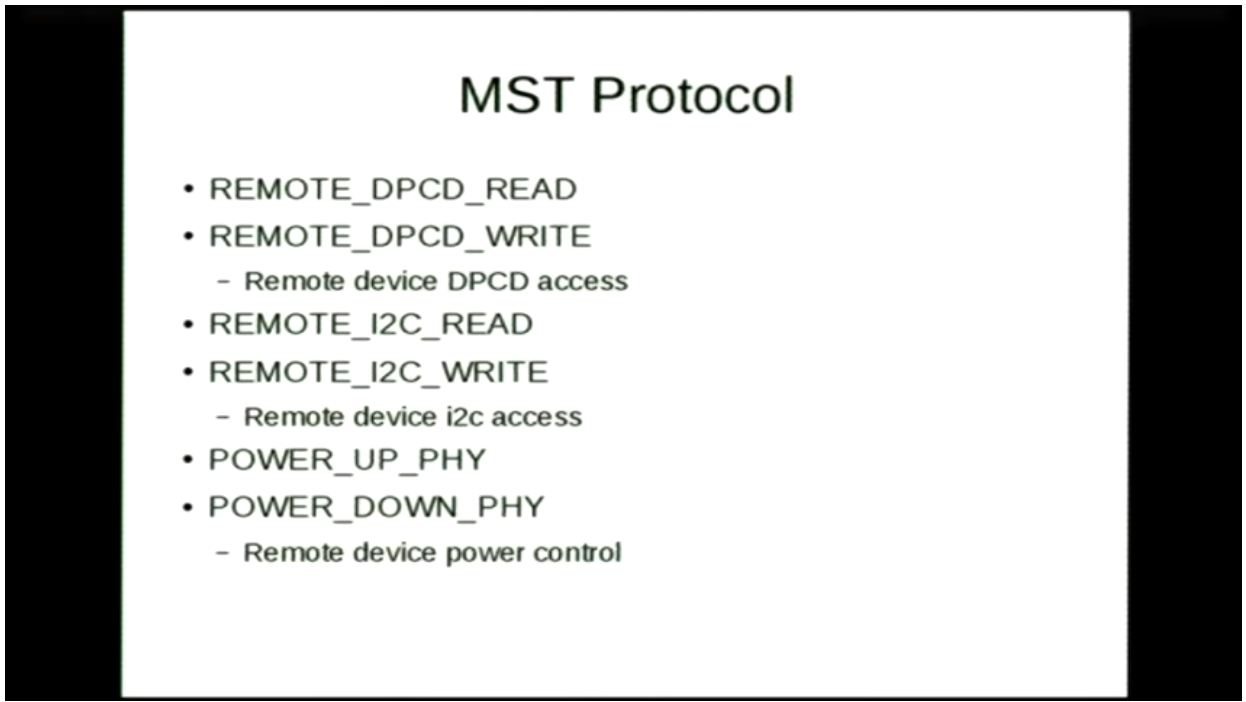 MST Protocol
• REMOTE_DPCD_READ
• REMOTE_DPCD_WRITE
– Remote device DPCD access
• REMOTE_I2C_READ
• REMOTE_I2C_WRITE
– Remote device i2c access
• POWER_UP_PHY
• POWER_DOWN_PHY
– Remote device power control